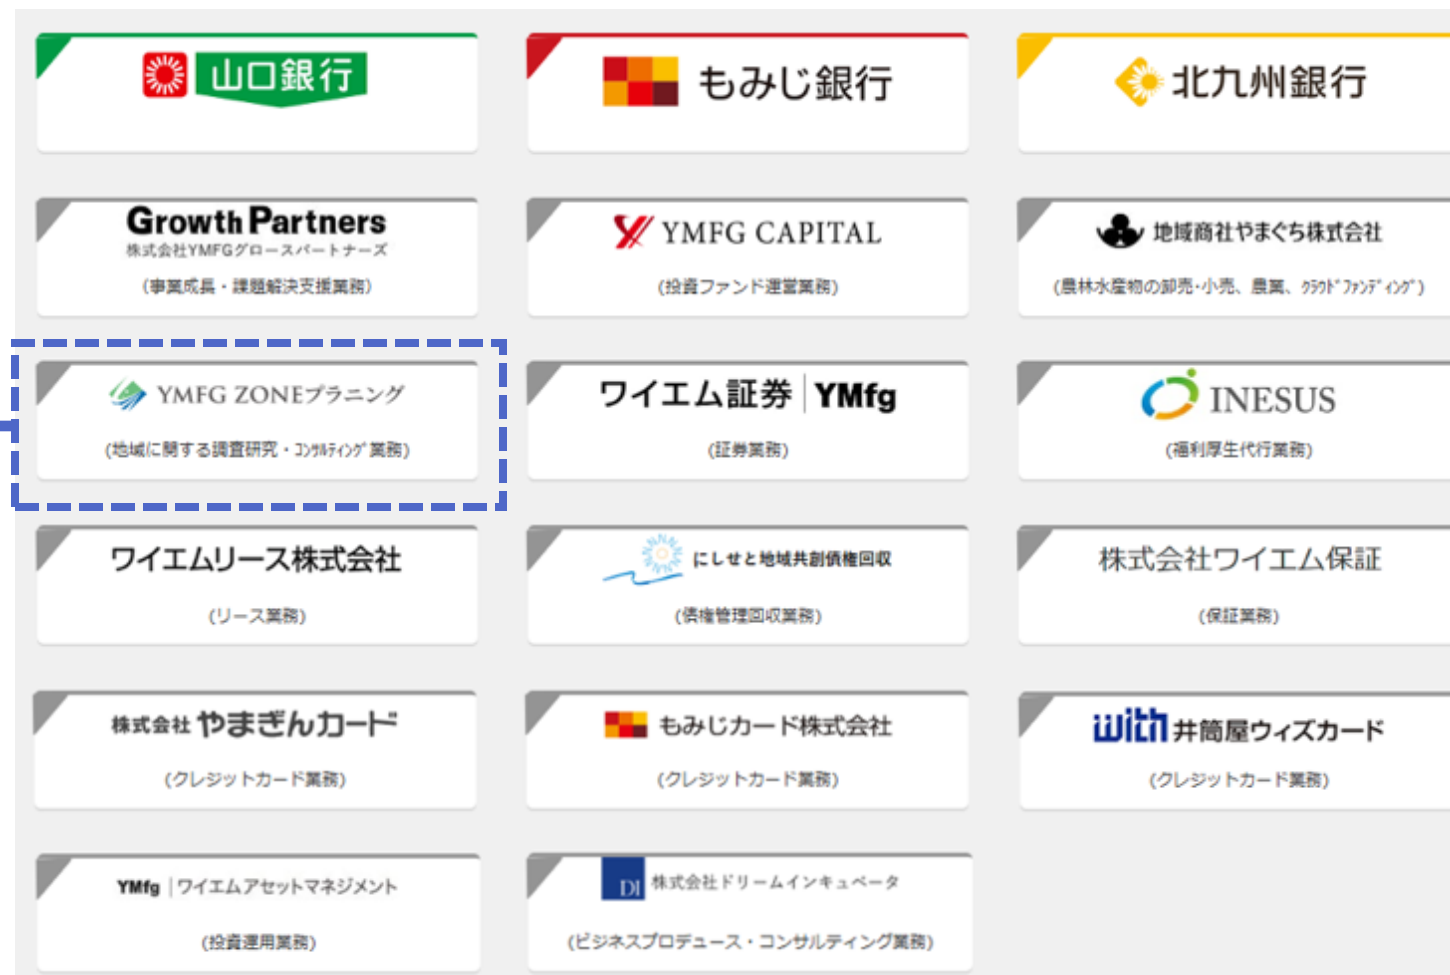 山口銀行
もみじ銀行
北九州銀行
Growth Partners
株式会社YMFGグロースパートナーズ
(事業成長・課題解決支援業務)
YMFG CAPITAL
(投資ファンド運営業務)
地域商社やまぐち株式会社
(農林水産物の卸売・小売、農業、ｸﾗｳﾄﾞﾌｧﾝﾃﾞｨﾝｸﾞ)
YMFG ZONEプラニング
(地域に関する調査研究・ｺﾝｻﾙﾃｨﾝｸﾞ業務)
ワイエム証券 YMfg
(証券業務)
INESUS
(福利厚生代行業務)
ワイエムリース株式会社
(リース業務)
にしせと地域共創債権回収
(債権管理回収業務)
株式会社ワイエム保証
(保証業務)
株式会社 やまぎんカード
(クレジットカード業務)
もみじカード株式会社
(クレジットカード業務)
with 井筒屋ウィズカード
(クレジットカード業務)
YMfg ワイエムアセットマネジメント
(投資運用業務)
DI 株式会社ドリームインキュベータ
(ビジネスプロデュース・コンサルティング業務)